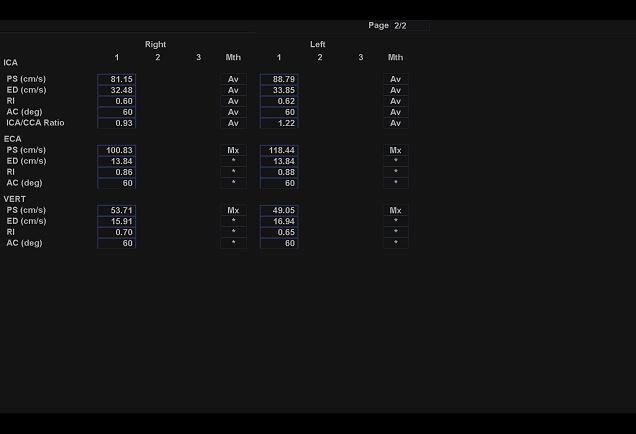 Page 2/2
Right Left
1 2 3 Mth 1 2 3 Mth
ICA
PS (cm/s) 81.15 Av 88.79 Av
ED (cm/s) 32.48 Av 33.85 Av
RI 0.60 Av 0.62 Av
AC (deg) 60 Av 60 Av
ICA/CCA Ratio 0.93 Av 1.22 Av
ECA
PS (cm/s) 100.83 Mx 118.44 Mx
ED (cm/s) 13.84 * 13.84 *
RI 0.86 * 0.88 *
AC (deg) 60 * 60 *
VERT
PS (cm/s) 53.71 Mx 49.05 Mx
ED (cm/s) 15.91 * 16.94 *
RI 0.70 * 0.65 *
AC (deg) 60 * 60 *